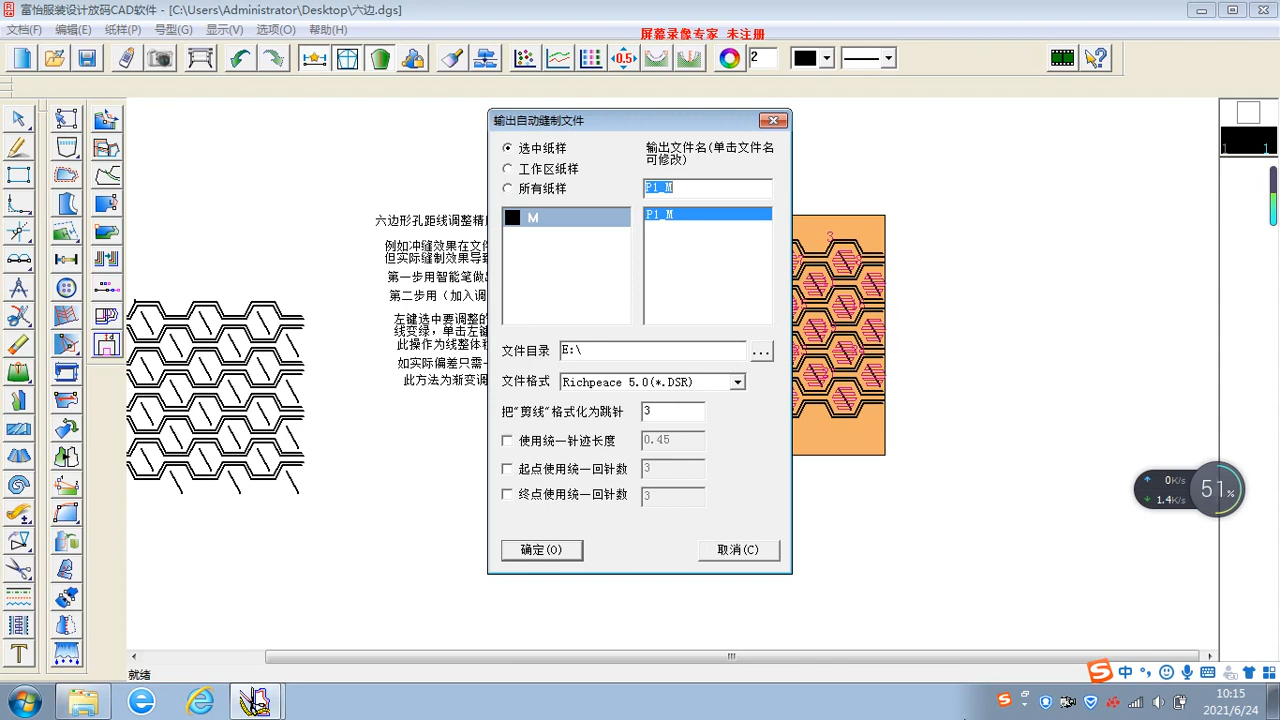 富怡服装设计放码CAD软件 - [C:\Users\Administrator\Desktop\六边.dgs]
文档(F) 编辑(E) 纸样(P) 号型(G) 显示(V) 选项(O) 帮助(H)
屏幕录像专家 未注册
0.5
2
输出自动缝制文件
选中纸样
工作区纸样
所有纸样
输出文件名(单击文件名
可修改)
P1_M
M
P1_M
文件目录 E:\
...
文件格式 Richpeace 5.0(*.DSR)
把"剪线"格式化为跳针 3
使用统一针迹长度 0.45
起点使用统一回针数 3
终点使用统一回针数 3
确定(O) 取消(C)
六边形孔距线调整精
例如冲缝效果在文件
但实际缝制效果导致
第一步用智能笔做出
第二步用（加入调
左键选中要调整的
线变绿，单击左键
此操作为线整体移
如实际偏差只需一
此方法为渐变调
3
1 1
0K/s
1.4K/s
51%
就绪
中
10:15
2021/6/24